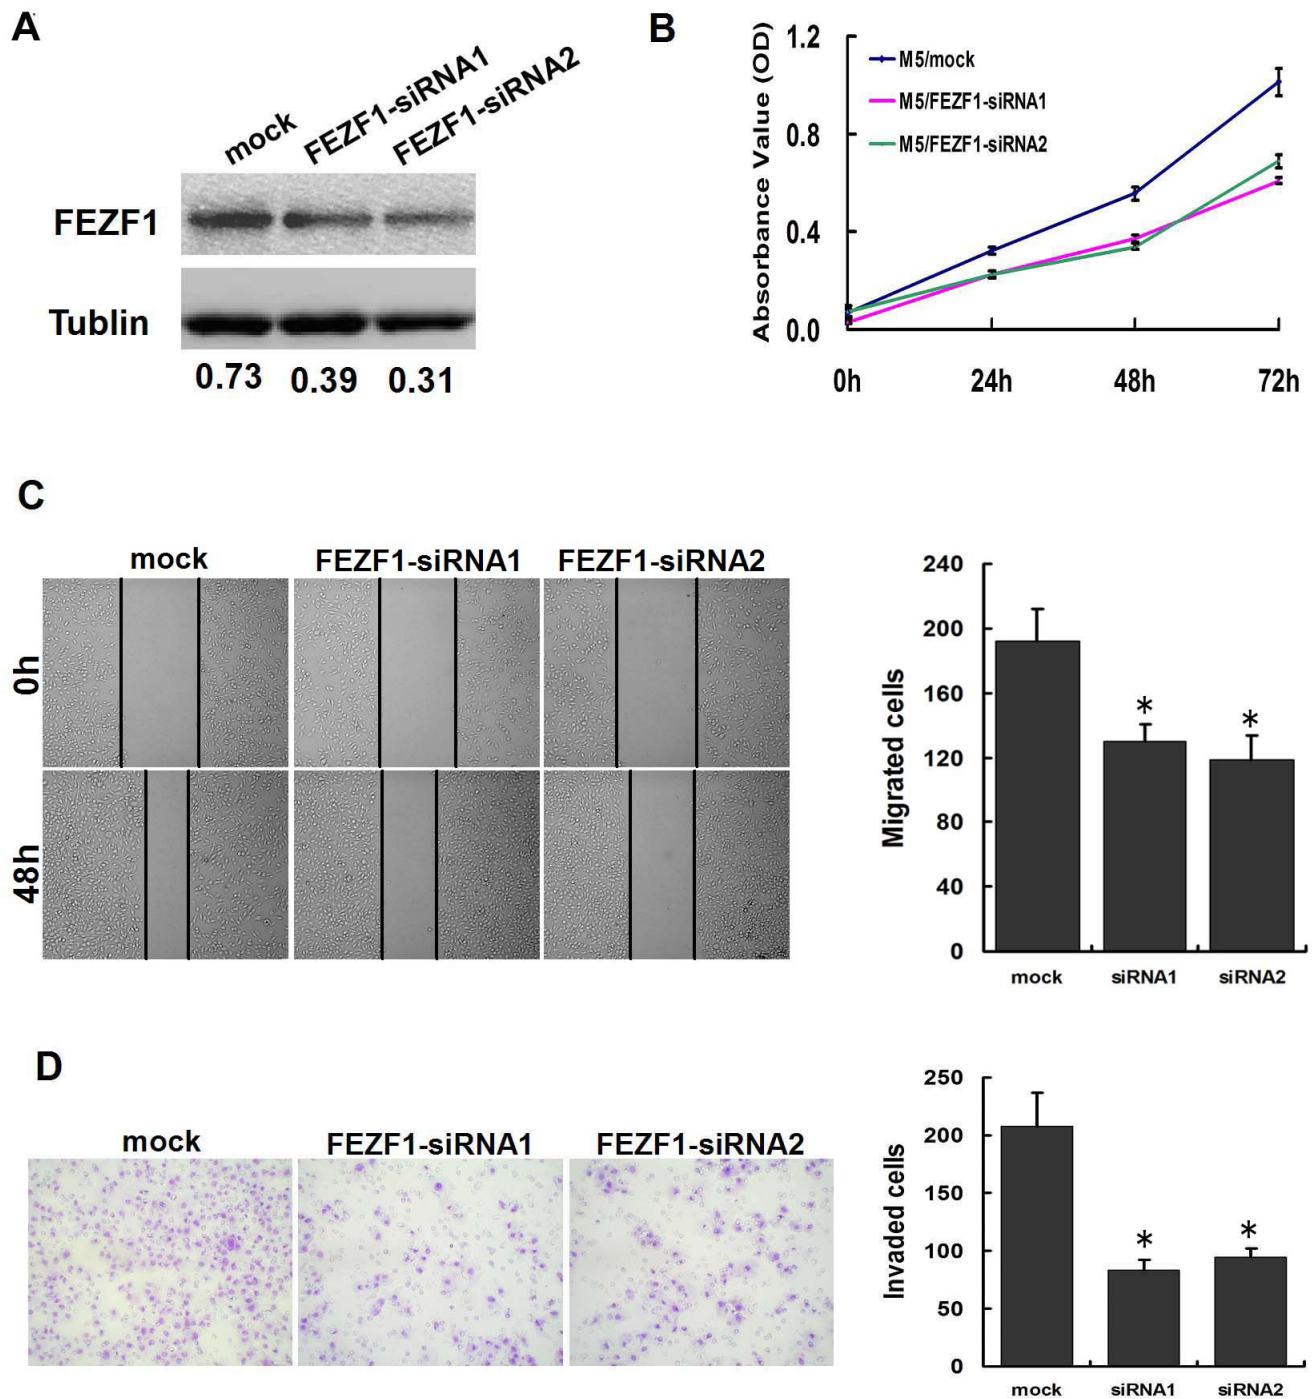 A
mock
FEZF1-siRNA1
FEZF1-siRNA2
FEZF1
Tublin
0.73 0.39 0.31
B
Absorbance Value (OD)
1.2
0.8
0.4
0.0
M5/mock
M5/FEZF1-siRNA1
M5/FEZF1-siRNA2
0h 24h 48h 72h
C
mock FEZF1-siRNA1 FEZF1-siRNA2
0h
48h
Migrated cells
240
200
160
120
80
40
0
* *
mock siRNA1 siRNA2
D
mock FEZF1-siRNA1 FEZF1-siRNA2
Invaded cells
250
200
150
100
50
0
* *
mock siRNA1 siRNA2